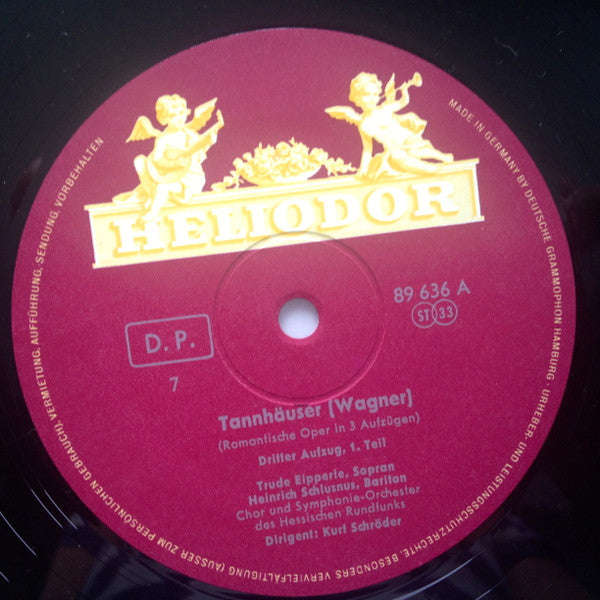 HELIODOR
89 636 A
ST 33
D. P.
7
Tannhäuser (Wagner)
(Romantische Oper in 3 Aufzügen)
Dritter Aufzug, 1. Teil
Trude Eipperle, Sopran
Heinrich Schlusnus, Bariton
Chor und Symphonie-Orchester
des Hessischen Rundfunks
Dirigent: Kurt Schröder
MADE IN GERMANY BY DEUTSCHE GRAMMOPHON HAMBURG. URHEBER- UND LEISTUNGSSCHUTZRECHTE, BESONDERS VERVIELFÄLTIGUNG (AUSSER ZUM PERSÖNLICHEN GEBRAUCH), VERMIETUNG, AUFFÜHRUNG, SENDUNG, VORBEHALTEN